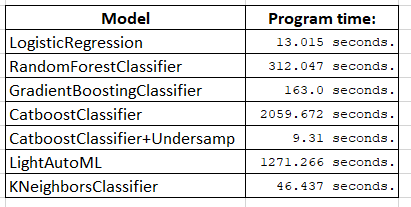 Model Program time:
LogisticRegression 13.015 seconds.
RandomForestClassifier 312.047 seconds.
GradientBoostingClassifier 163.0 seconds.
CatboostClassifier 2059.672 seconds.
CatboostClassifier+Undersamp 9.31 seconds.
LightAutoML 1271.266 seconds.
KNeighborsClassifier 46.437 seconds.